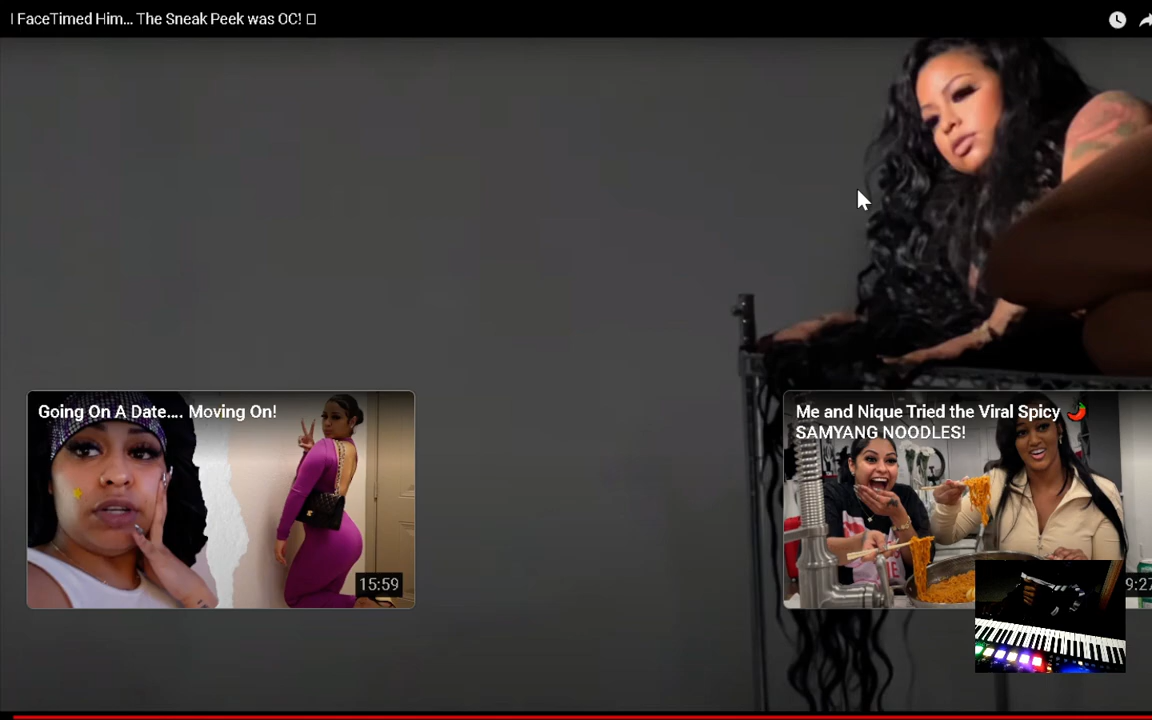 I FaceTimed Him... The Sneak Peek was OC! □
Going On A Date.... Moving On!
15:59
Me and Nique Tried the Viral Spicy 🌶️
SAMYANG NOODLES!
9:27